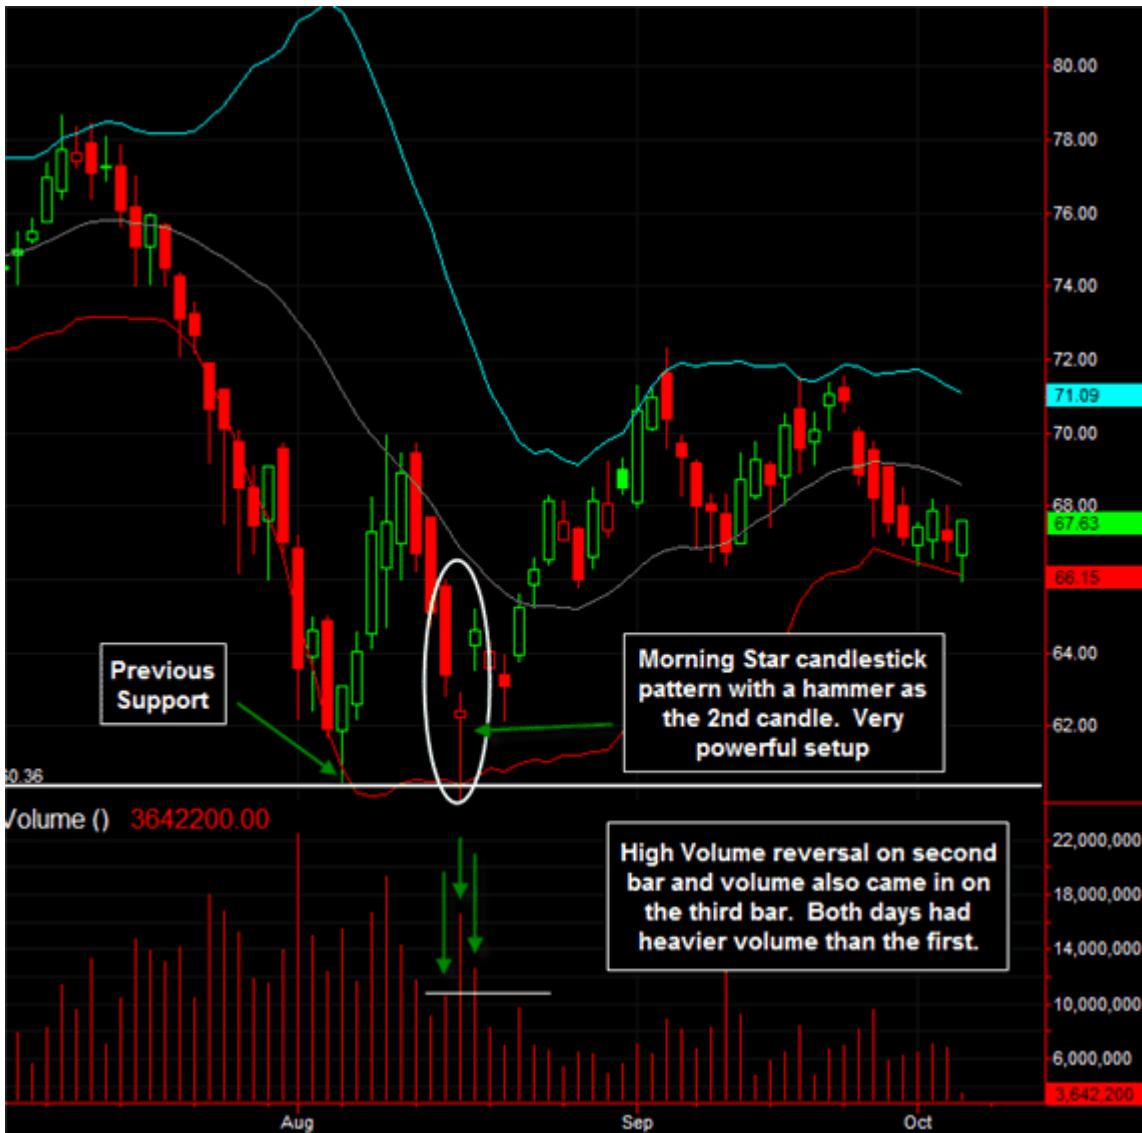 80.00
78.00
76.00
74.00
72.00
71.09
70.00
68.00
67.63
66.15
64.00
62.00
Previous
Support
Morning Star candlestick
pattern with a hammer as
the 2nd candle. Very
powerful setup
60.36
Volume () 3642200.00
High Volume reversal on second
bar and volume also came in on
the third bar. Both days had
heavier volume than the first.
22,000,000
18,000,000
14,000,000
10,000,000
6,000,000
3,642,200
Aug Sep Oct